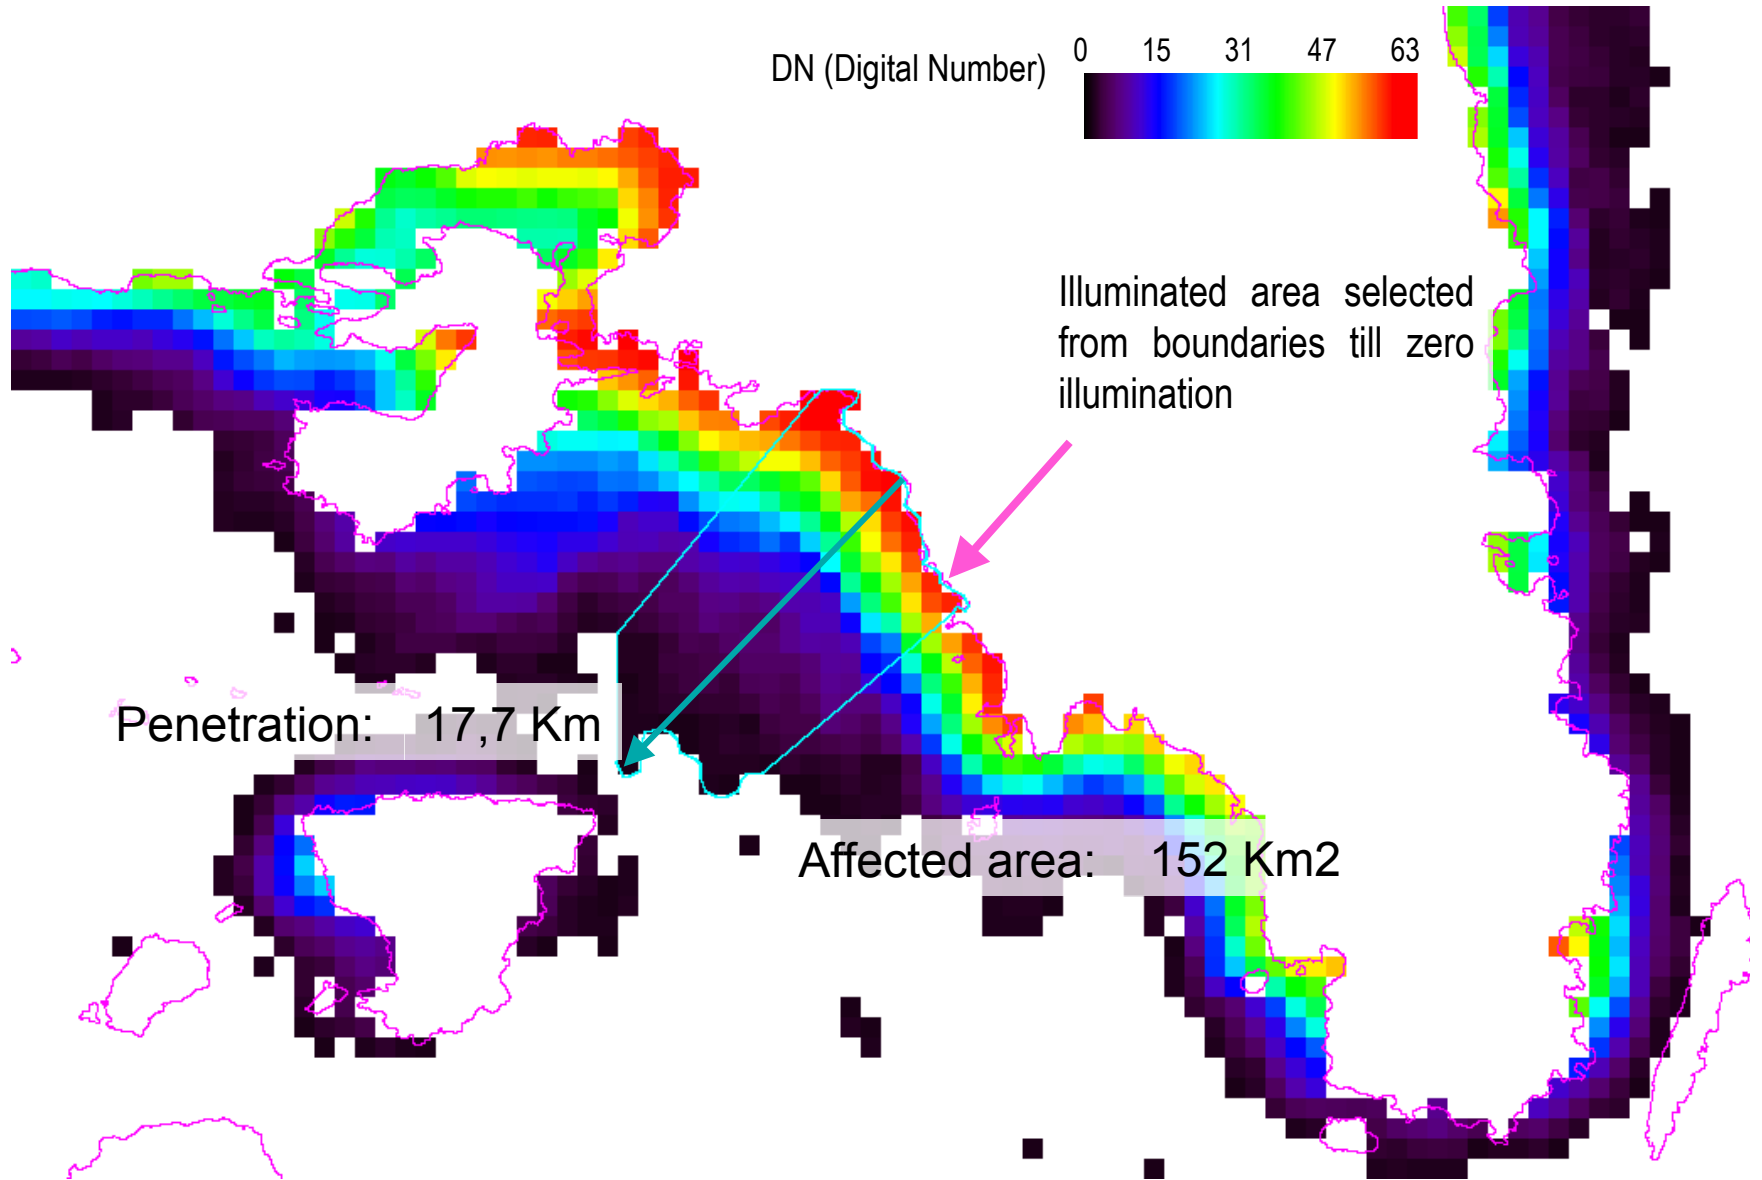 DN (Digital Number)
0 15 31 47 63
Illuminated area selected
from boundaries till zero
illumination
Penetration: 17,7 Km
Affected area: 152 Km2